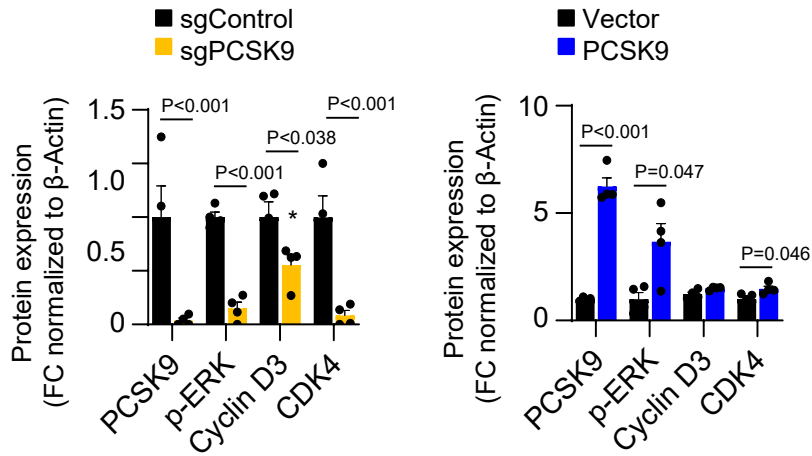 sgControl
sgPCSK9
Protein expression
(FC normalized to β-Actin)
1.5
1.0
0.5
0
P<0.001
P<0.001
P<0.038
P<0.001
*
PCSK9
p-ERK
Cyclin D3
CDK4
Vector
PCSK9
Protein expression
(FC normalized to β-Actin)
10
5
0
P<0.001
P=0.047
P=0.046
PCSK9
p-ERK
Cyclin D3
CDK4